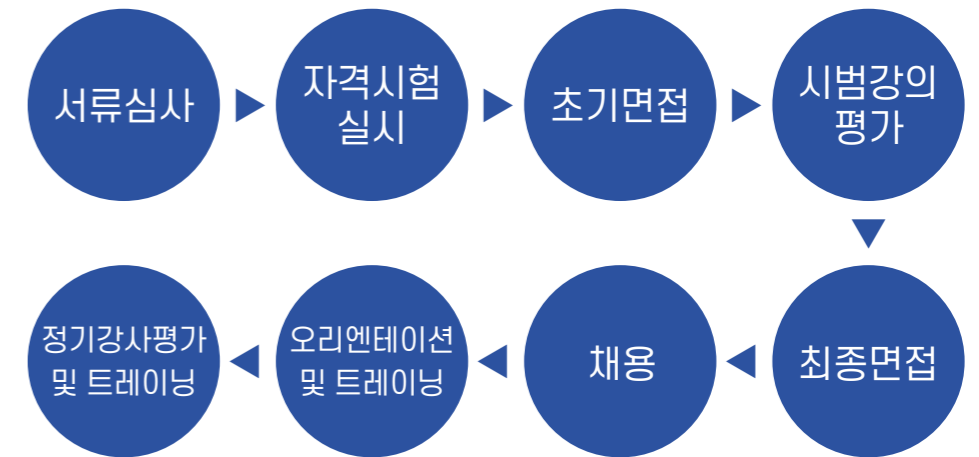 서류심사
자격시험
실시
초기면접
시범강의
평가
최종면접
채용
오리엔테이션
및 트레이닝
정기강사평가
및 트레이닝